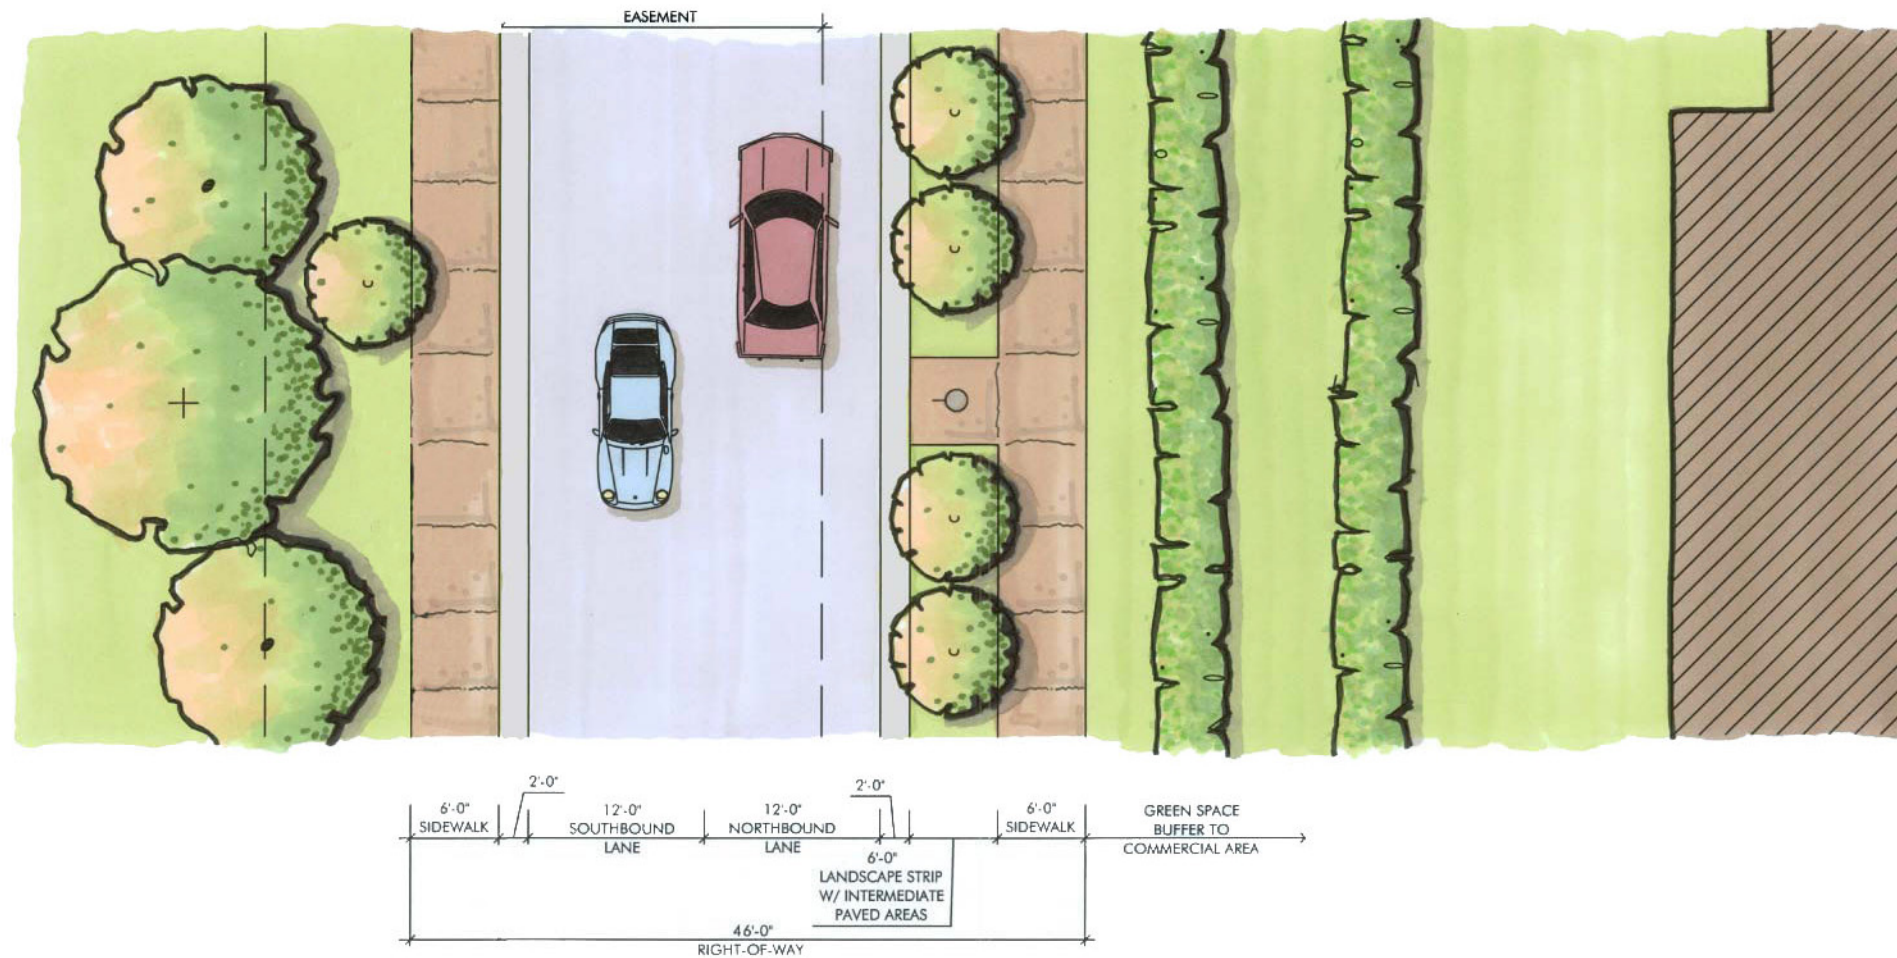 EASEMENT
2'-0"
2'-0"
6'-0"
SIDEWALK
12'-0"
SOUTHBOUND
LANE
12'-0"
NORTHBOUND
LANE
6'-0"
SIDEWALK
GREEN SPACE
BUFFER TO
COMMERCIAL AREA
6'-0"
LANDSCAPE STRIP
W/ INTERMEDIATE
PAVED AREAS
46'-0"
RIGHT-OF-WAY